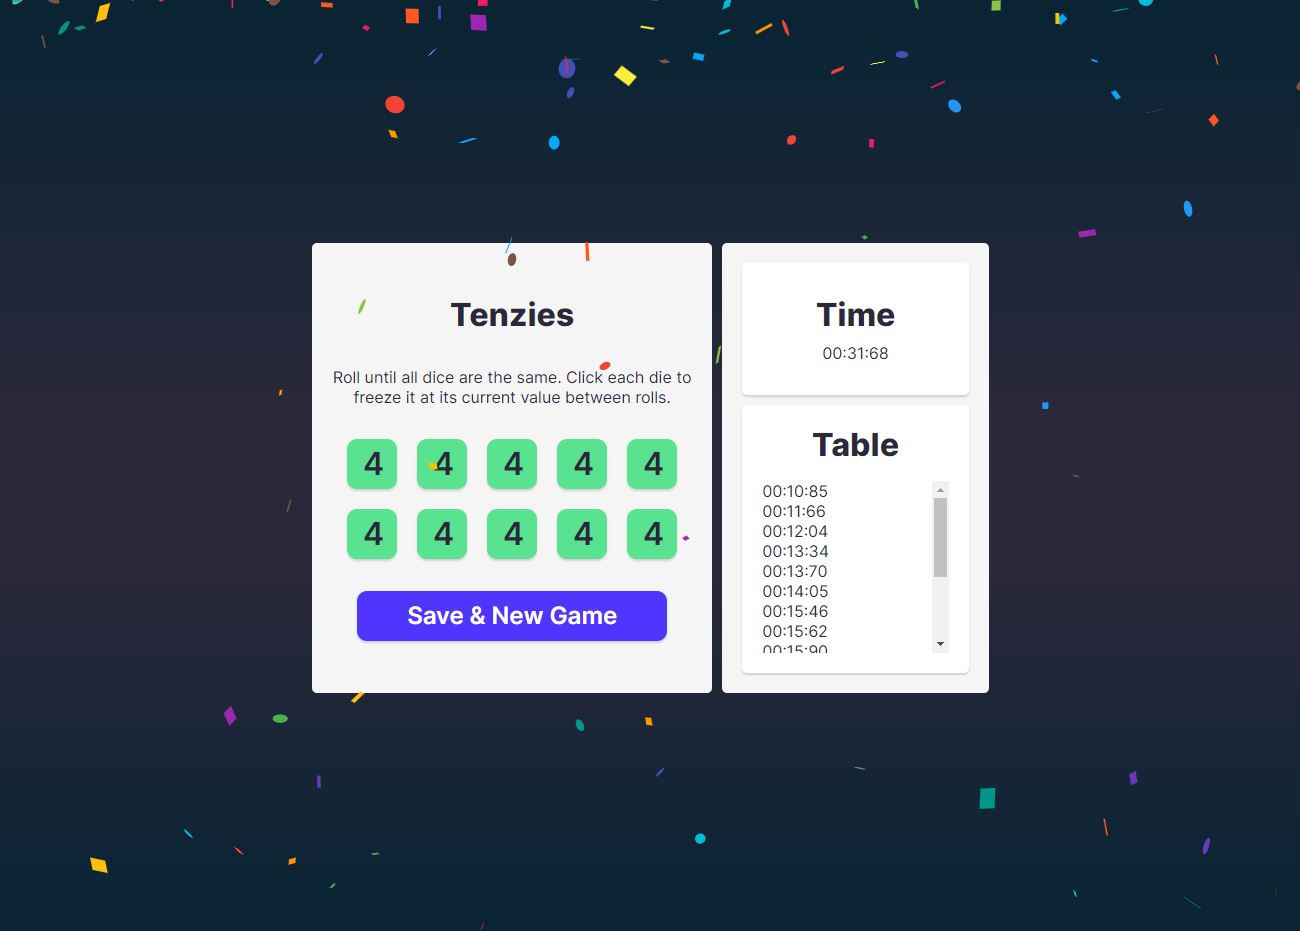 Tenzies
Roll until all dice are the same. Click each die to
freeze it at its current value between rolls.
4 4 4 4 4
4 4 4 4 4
Save & New Game
Time
00:31:68
Table
00:10:85
00:11:66
00:12:04
00:13:34
00:13:70
00:14:05
00:15:46
00:15:62
00:15:90